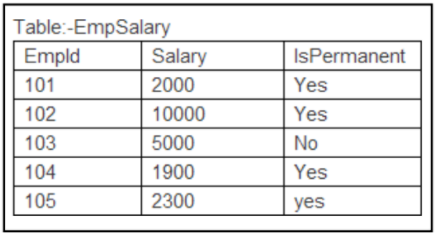 Table:-EmpSalary
EmpId Salary IsPermanent
101 2000 Yes
102 10000 Yes
103 5000 No
104 1900 Yes
105 2300 yes